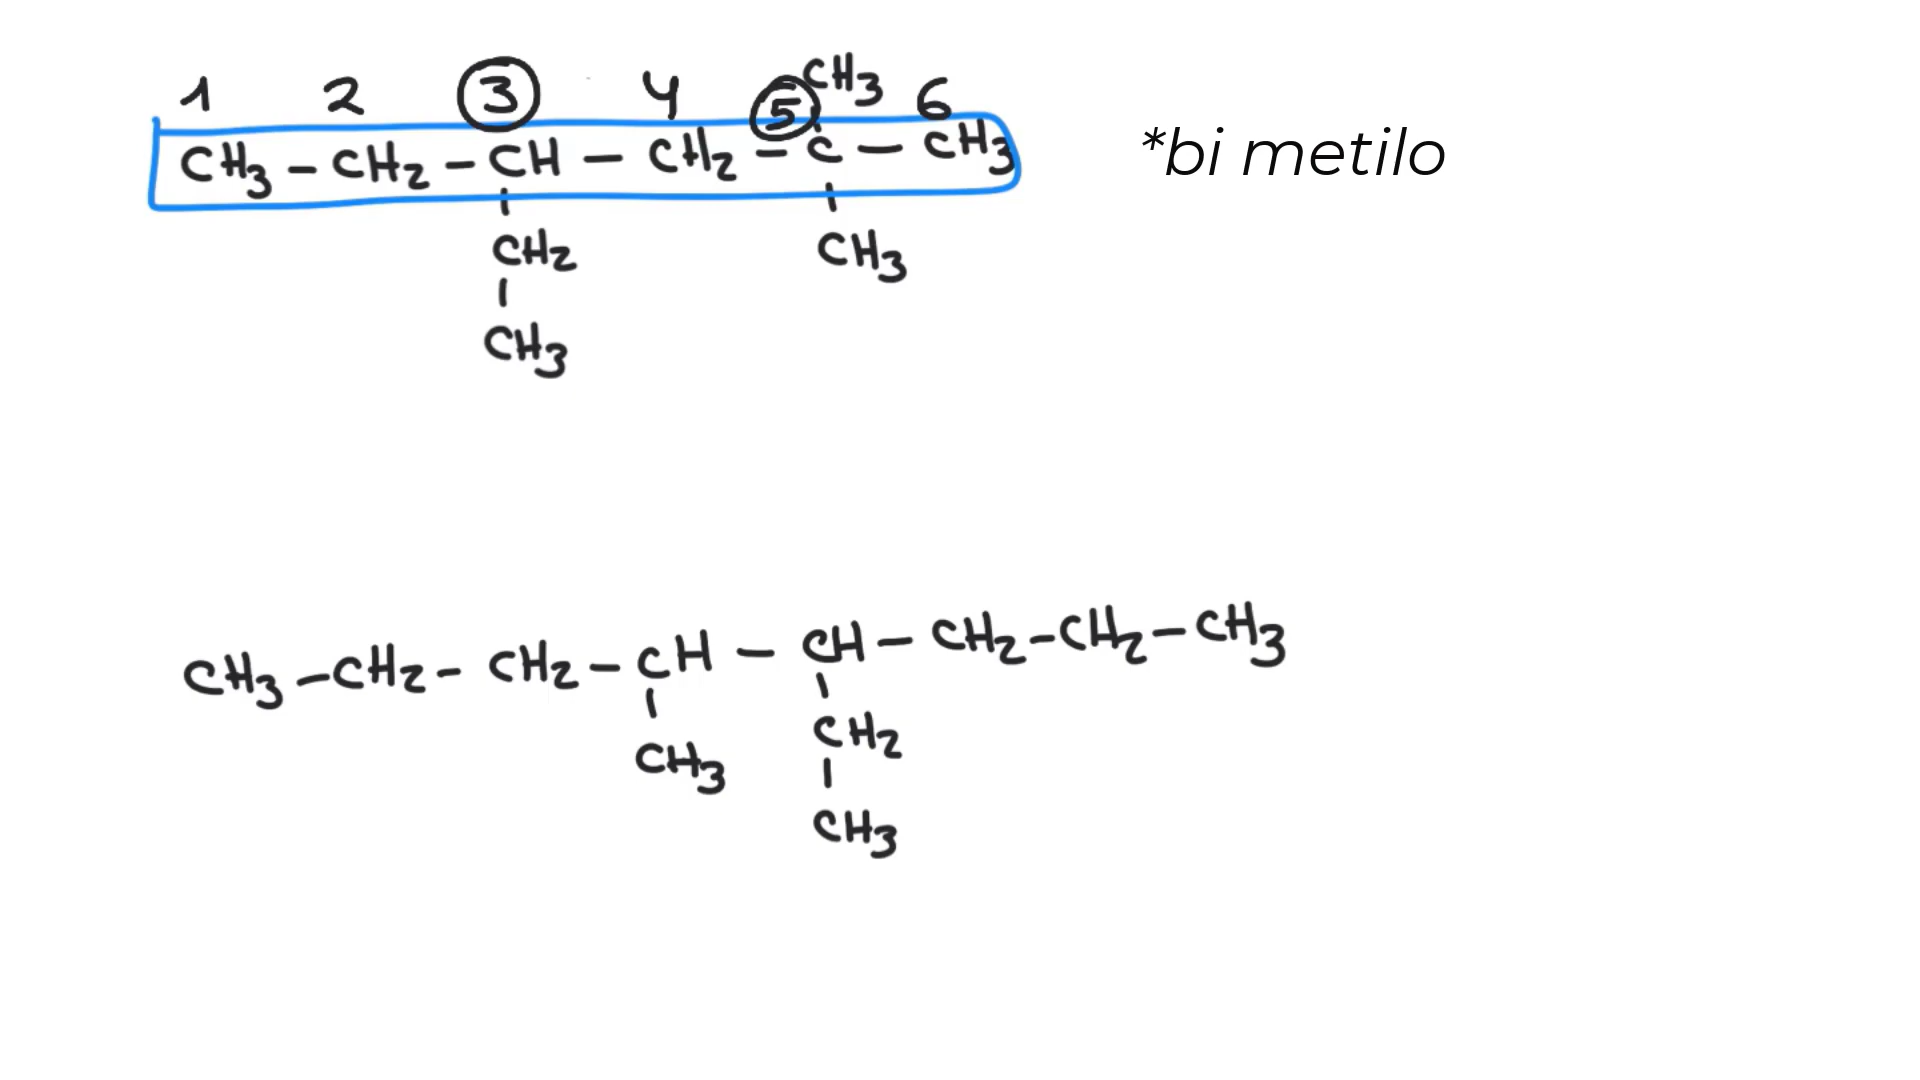 1 2 3 4 5 CH3 6
CH3 – CH2 – CH – CH2 – C – CH3
*bi metilo
CH2 CH3
CH3
CH3 – CH2 – CH2 – CH – CH – CH2 – CH2 – CH3
CH3 CH2
CH3